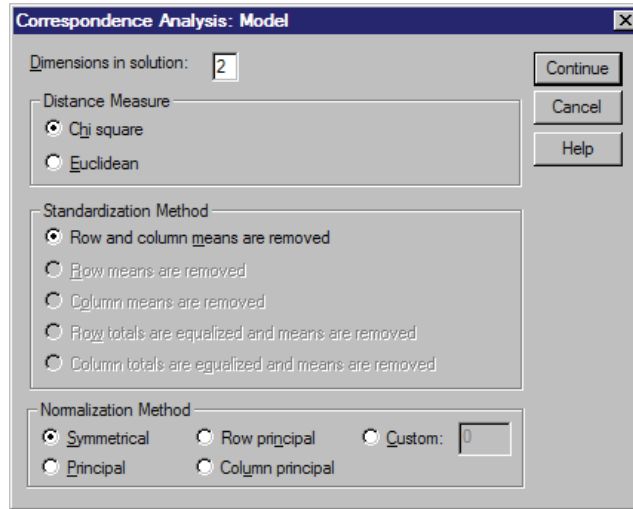 Correspondence Analysis: Model
Dimensions in solution: 2
Continue
Cancel
Help
Distance Measure
Chi square
Euclidean
Standardization Method
Row and column means are removed
Row means are removed
Column means are removed
Row totals are equalized and means are removed
Column totals are equalized and means are removed
Normalization Method
Symmetrical Row principal Custom: 0
Principal Column principal